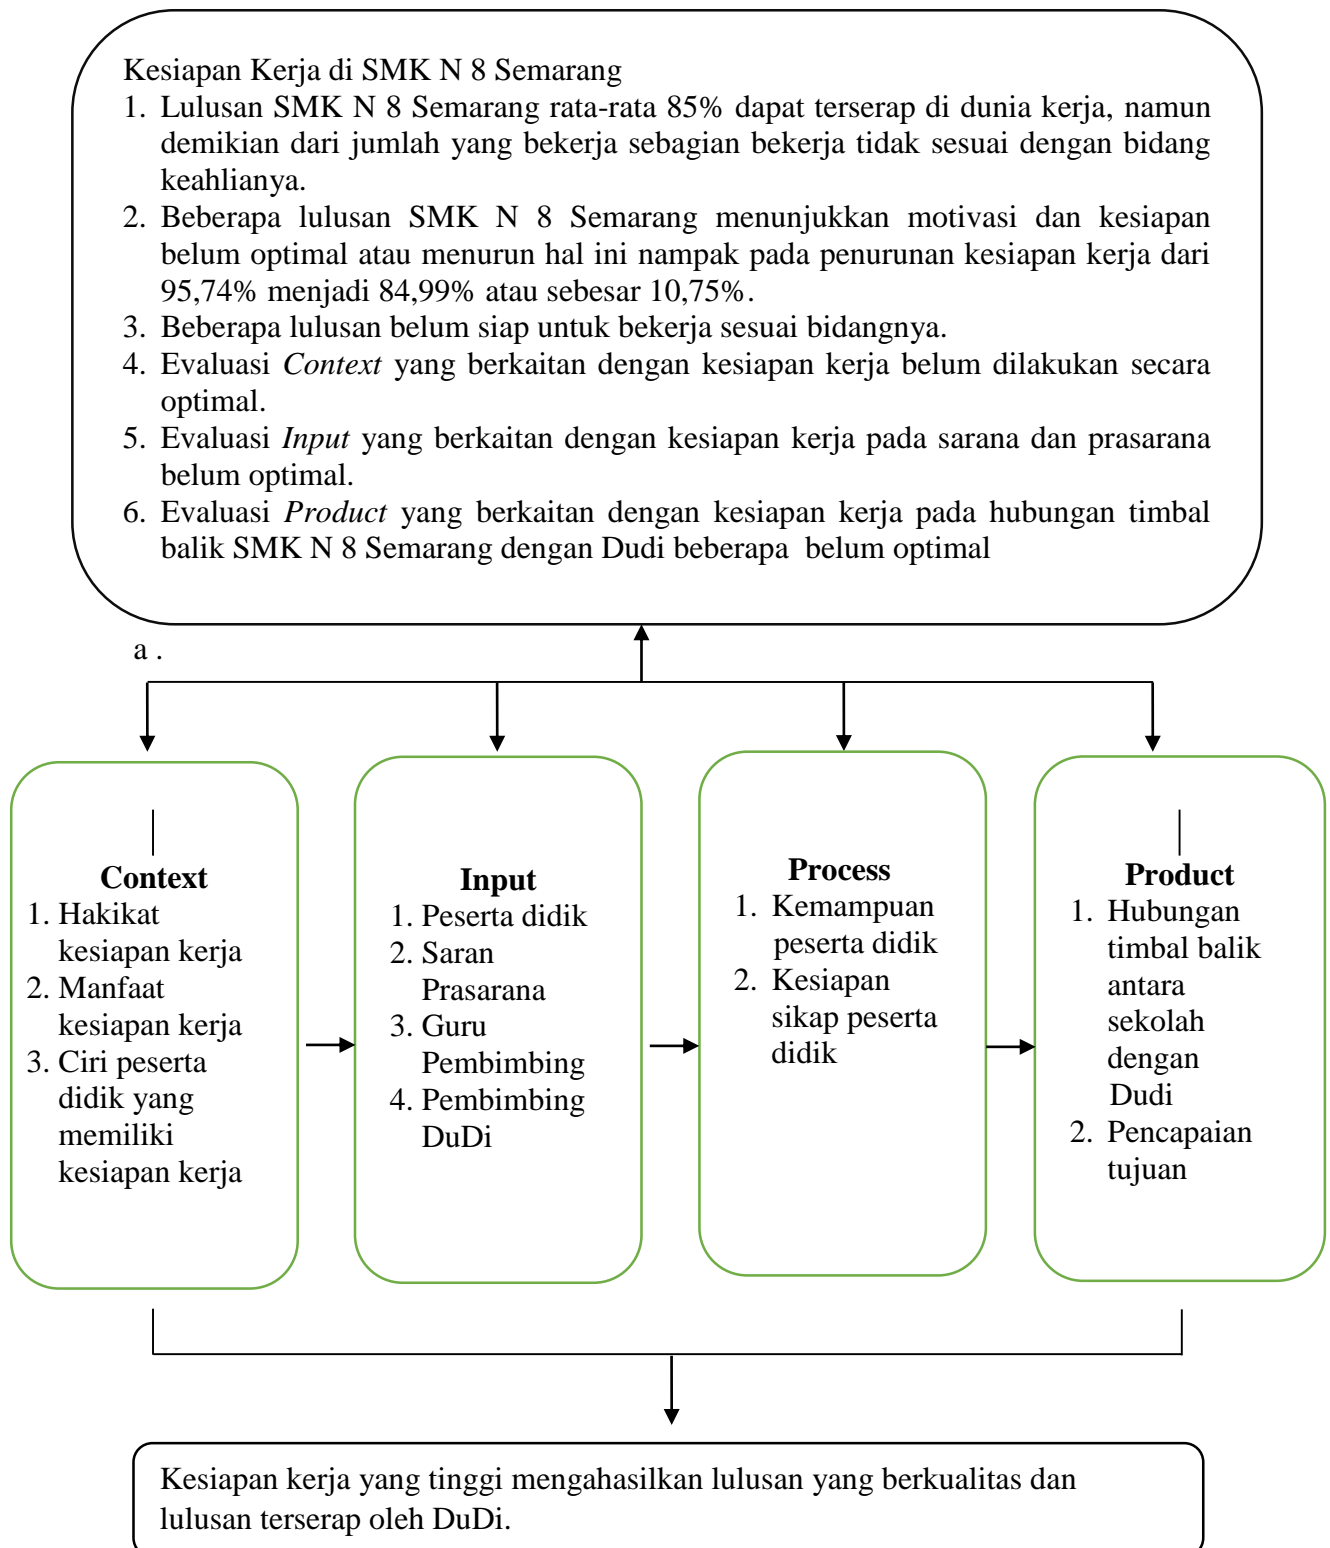 Kesiapan Kerja di SMK N 8 Semarang
1. Lulusan SMK N 8 Semarang rata-rata 85% dapat terserap di dunia kerja, namun
demikian dari jumlah yang bekerja sebagian bekerja tidak sesuai dengan bidang
keahlianya.
2. Beberapa lulusan SMK N 8 Semarang menunjukkan motivasi dan kesiapan
belum optimal atau menurun hal ini nampak pada penurunan kesiapan kerja dari
95,74% menjadi 84,99% atau sebesar 10,75%.
3. Beberapa lulusan belum siap untuk bekerja sesuai bidangnya.
4. Evaluasi Context yang berkaitan dengan kesiapan kerja belum dilakukan secara
optimal.
5. Evaluasi Input yang berkaitan dengan kesiapan kerja pada sarana dan prasarana
belum optimal.
6. Evaluasi Product yang berkaitan dengan kesiapan kerja pada hubungan timbal
balik SMK N 8 Semarang dengan Dudi beberapa belum optimal
a .
Context
1. Hakikat
kesiapan kerja
2. Manfaat
kesiapan kerja
3. Ciri peserta
didik yang
memiliki
kesiapan kerja
Input
1. Peserta didik
2. Saran
Prasarana
3. Guru
Pembimbing
4. Pembimbing
DuDi
Process
1. Kemampuan
peserta didik
2. Kesiapan
sikap peserta
didik
Product
1. Hubungan
timbal balik
antara
sekolah
dengan
Dudi
2. Pencapaian
tujuan
Kesiapan kerja yang tinggi mengahasilkan lulusan yang berkualitas dan
lulusan terserap oleh DuDi.